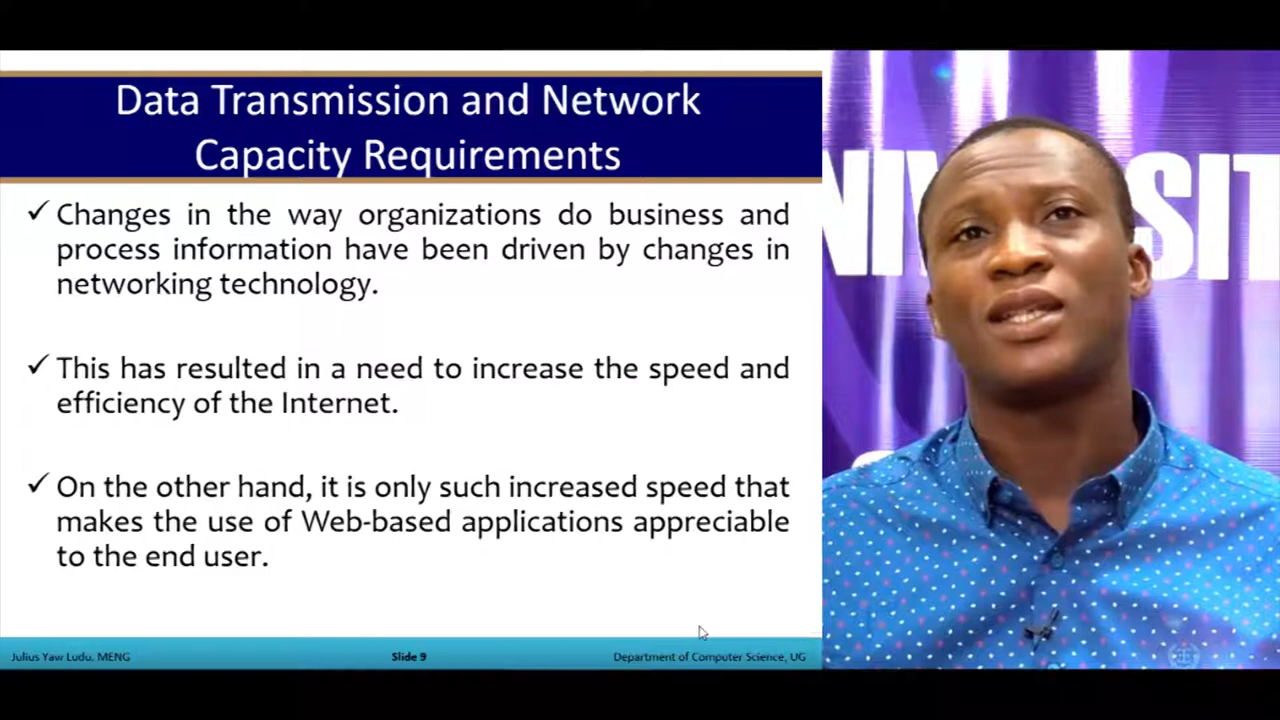 Data Transmission and Network
Capacity Requirements
✓ Changes in the way organizations do business and
process information have been driven by changes in
networking technology.
✓ This has resulted in a need to increase the speed and
efficiency of the Internet.
✓ On the other hand, it is only such increased speed that
makes the use of Web-based applications appreciable
to the end user.
Julius Yaw Ludu, MENG
Slide 9
Department of Computer Science, UG